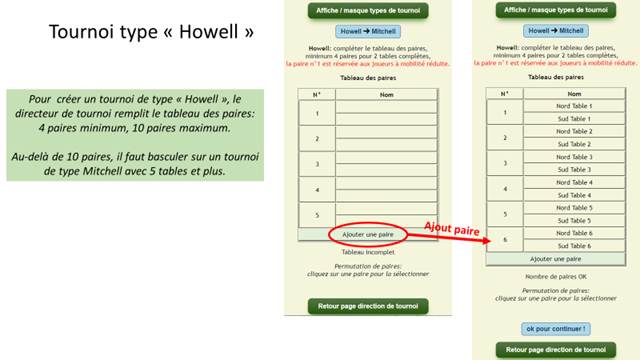 Tournoi type « Howell »
Pour créer un tournoi de type « Howell », le
directeur de tournoi remplit le tableau des paires:
4 paires minimum, 10 paires maximum.
Au-delà de 10 paires, il faut basculer sur un tournoi
de type Mitchell avec 5 tables et plus.
Affiche / masque types de tournoi
Howell ➔ Mitchell
Howell: compléter le tableau des paires,
minimum 4 paires pour 2 tables complètes,
la paire n°1 est réservée aux joueurs à mobilité réduite.
Tableau des paires
N° Nom
1
2
3
4
5
Ajouter une paire
Tableau incomplet
Permutation de paires:
cliquez sur une paire pour la sélectionner
Retour page direction de tournoi
Ajout paire
Affiche / masque types de tournoi
Howell ➔ Mitchell
Howell: compléter le tableau des paires,
minimum 4 paires pour 2 tables complètes,
la paire n°1 est réservée aux joueurs à mobilité réduite.
Tableau des paires
N° Nom
1 Nord Table 1
Sud Table 1
2 Nord Table 2
Sud Table 2
3 Nord Table 3
Sud Table 3
4 Nord Table 4
Sud Table 4
5 Nord Table 5
Sud Table 5
6 Nord Table 6
Sud Table 6
Ajouter une paire
Nombre de paires OK
Permutation de paires:
cliquez sur une paire pour la sélectionner
ok pour continuer !
Retour page direction de tournoi